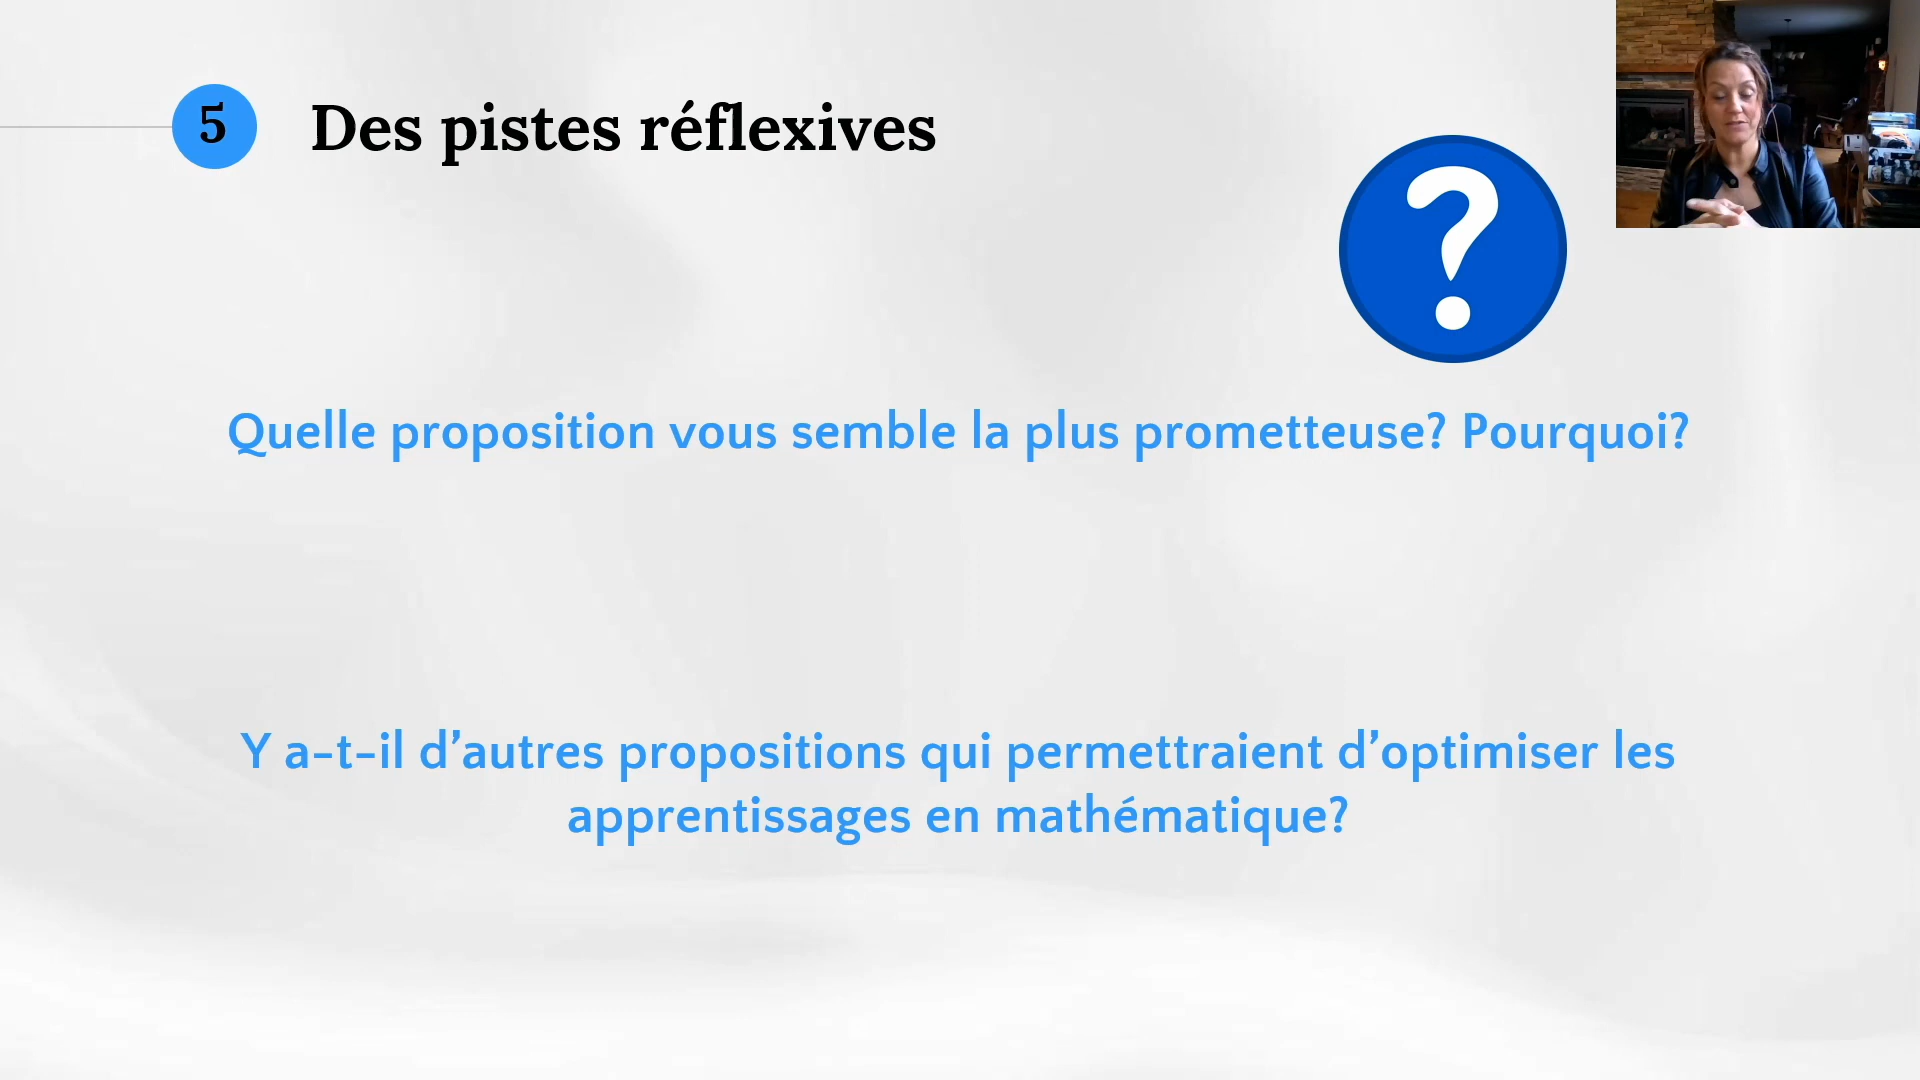 5
Des pistes réflexives
?
Quelle proposition vous semble la plus prometteuse? Pourquoi?
Y a-t-il d’autres propositions qui permettraient d’optimiser les
apprentissages en mathématique?